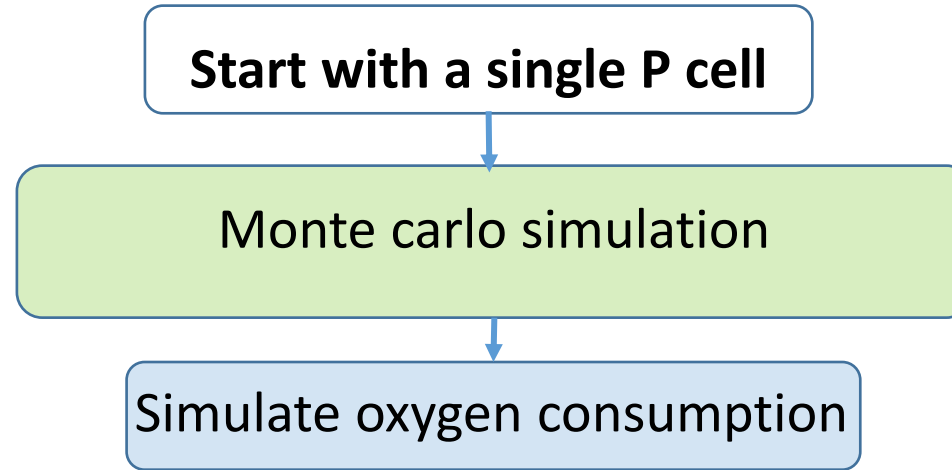 Start with a single P cell
Monte carlo simulation
Simulate oxygen consumption